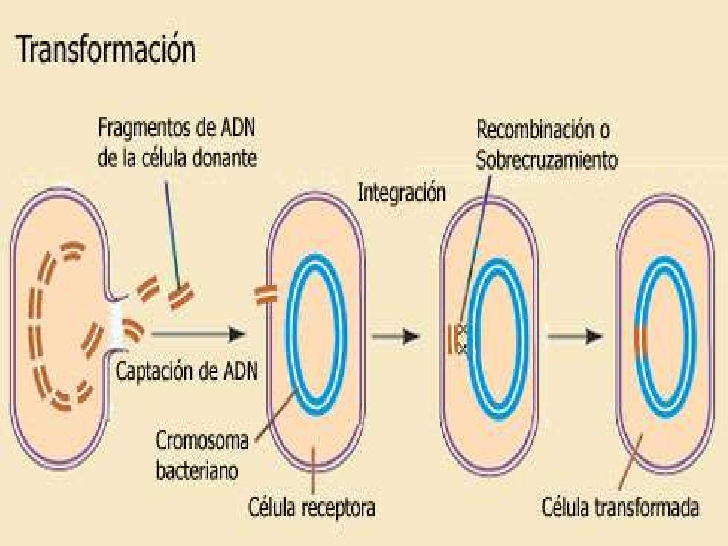 Transformación
Fragmentos de ADN
de la célula donante
Recombinación o
Sobrecruzamiento
Integración
Captación de ADN
Cromosoma
bacteriano
Célula receptora
Célula transformada